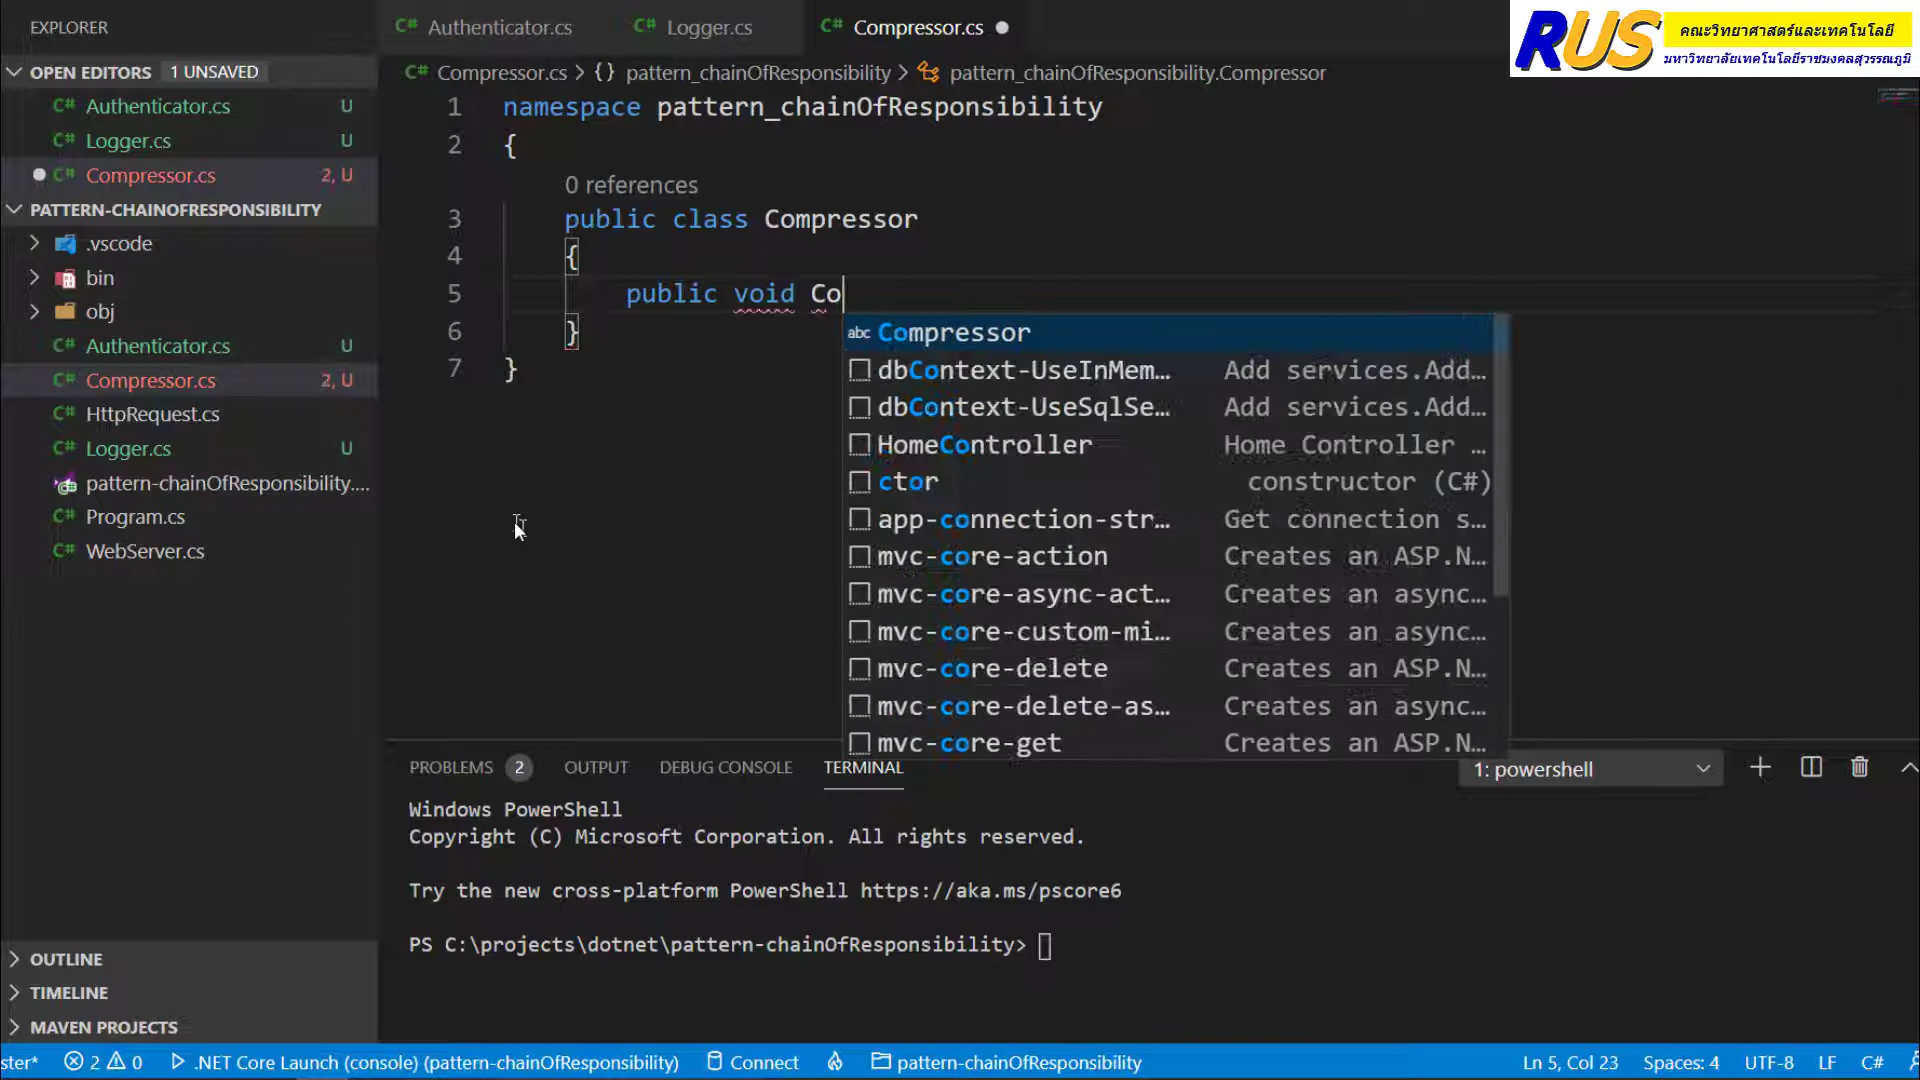 EXPLORER
Authenticator.cs
Logger.cs
Compressor.cs
RUS
คณะวิทยาศาสตร์และเทคโนโลยี
มหาวิทยาลัยเทคโนโลยีราชมงคลสุวรรณภูมิ
OPEN EDITORS 1 UNSAVED
Authenticator.cs U
Logger.cs U
Compressor.cs 2, U
PATTERN-CHAINOFRESPONSIBILITY
.vscode
bin
obj
Authenticator.cs U
Compressor.cs 2, U
HttpRequest.cs
Logger.cs U
pattern-chainOfResponsibility....
Program.cs
WebServer.cs
OUTLINE
TIMELINE
MAVEN PROJECTS
Compressor.cs > {} pattern_chainOfResponsibility > pattern_chainOfResponsibility.Compressor
1 namespace pattern_chainOfResponsibility
2 {
0 references
3 public class Compressor
4 {
5 public void Co
6 }
7 }
abc Compressor
dbContext-UseInMem… Add services.Add…
dbContext-UseSqlSe… Add services.Add…
HomeController Home Controller …
ctor constructor (C#)
app-connection-str… Get connection s…
mvc-core-action Creates an ASP.N…
mvc-core-async-act… Creates an async…
mvc-core-custom-mi… Creates an async…
mvc-core-delete Creates an ASP.N…
mvc-core-delete-as… Creates an async…
mvc-core-get Creates an ASP.N…
PROBLEMS 2 OUTPUT DEBUG CONSOLE TERMINAL 1: powershell
Windows PowerShell
Copyright (C) Microsoft Corporation. All rights reserved.
Try the new cross-platform PowerShell https://aka.ms/pscore6
PS C:\projects\dotnet\pattern-chainOfResponsibility>
ster* 2 0 .NET Core Launch (console) (pattern-chainOfResponsibility) Connect pattern-chainOfResponsibility Ln 5, Col 23 Spaces: 4 UTF-8 LF C#